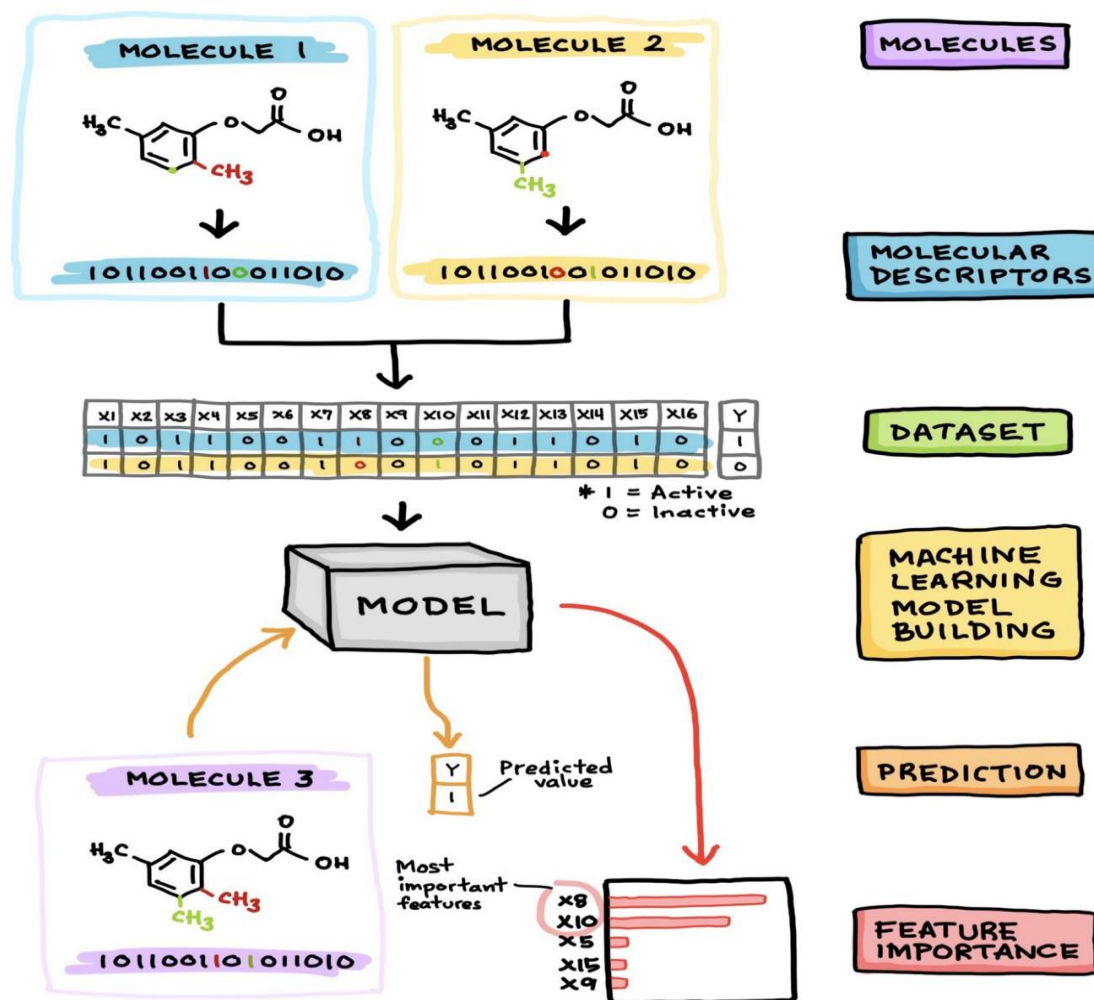 MOLECULE 1
H₃C
O
O
OH
CH₃
1011001100011010
MOLECULE 2
H₃C
O
O
OH
CH₃
1011001001011010
MOLECULES
MOLECULAR
DESCRIPTORS
X1 X2 X3 X4 X5 X6 X7 X8 X9 X10 X11 X12 X13 X14 X15 X16 Y
1 0 1 1 0 0 1 1 0 0 0 1 1 0 1 0 1
1 0 1 1 0 0 1 0 0 1 0 1 1 0 1 0 0
* 1 = Active
0 = Inactive
DATASET
MODEL
MACHINE
LEARNING
MODEL
BUILDING
Y
1
Predicted
value
PREDICTION
MOLECULE 3
H₃C
O
O
OH
CH₃
CH₃
1011001101011010
Most
important
features
X8
X10
X5
X15
X9
FEATURE
IMPORTANCE